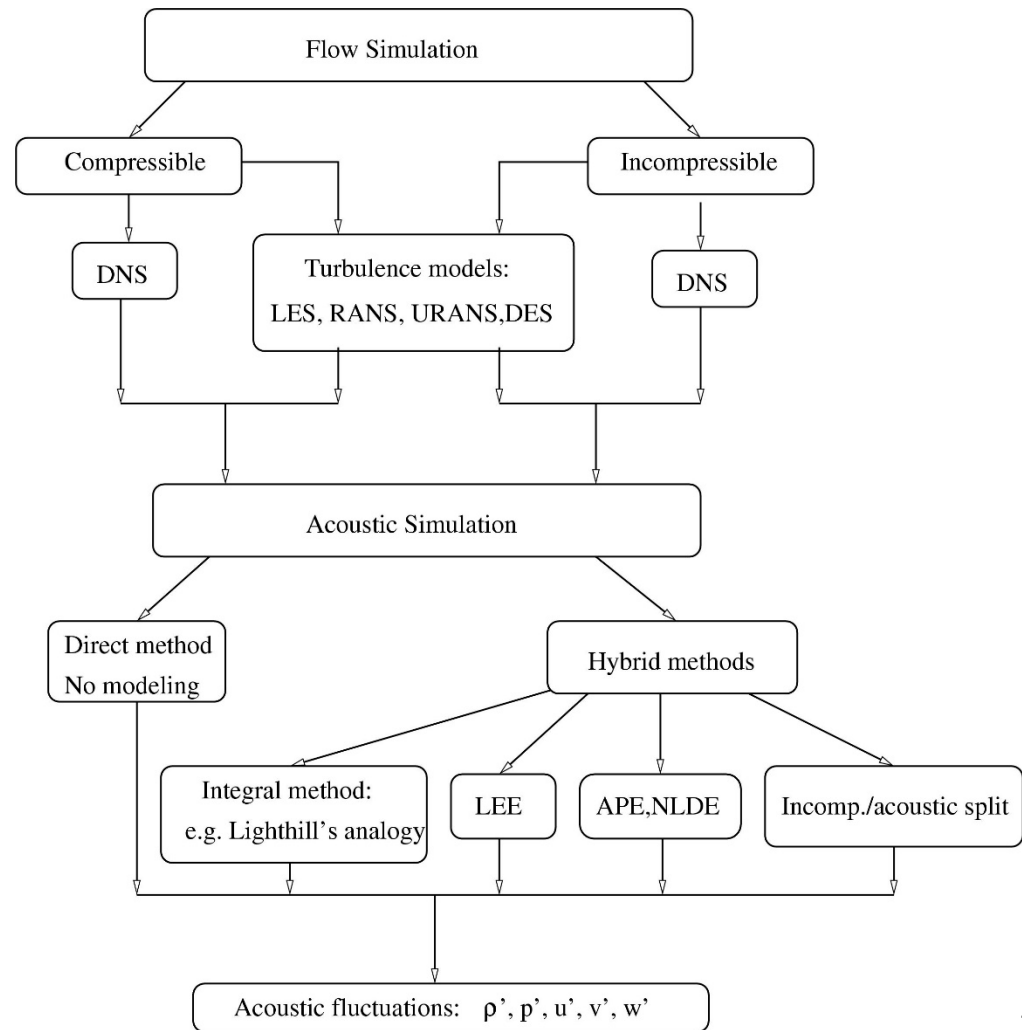 Flow Simulation
Compressible
Incompressible
DNS
Turbulence models:
LES, RANS, URANS,DES
DNS
Acoustic Simulation
Direct method
No modeling
Hybrid methods
Integral method:
e.g. Lighthill's analogy
LEE
APE,NLDE
Incomp./acoustic split
Acoustic fluctuations: ρ’, p’, u’, v’, w’